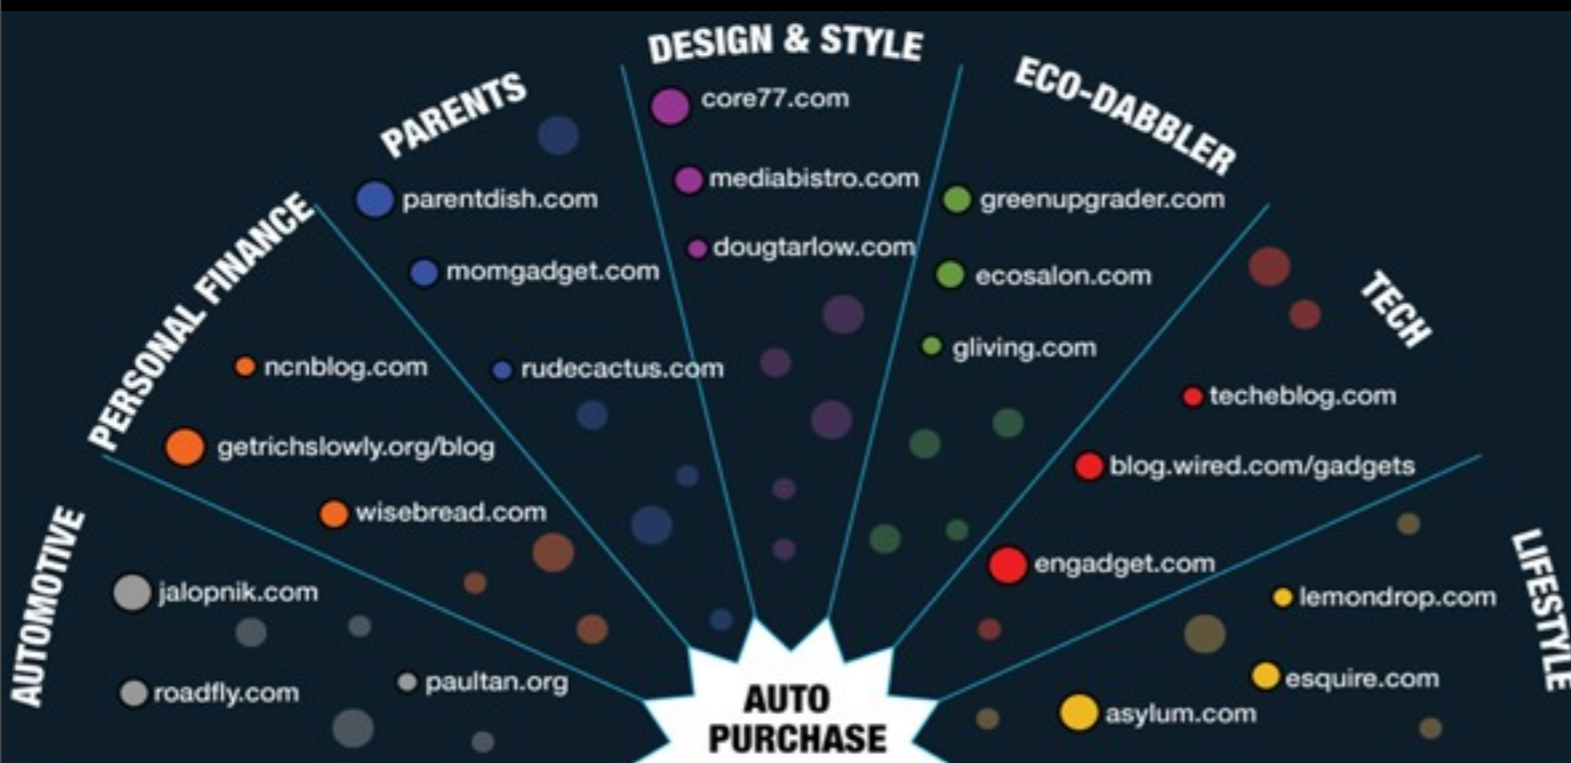 AUTOMOTIVE
jalopnik.com
roadfly.com
paultan.org
PERSONAL FINANCE
ncnblog.com
getrichslowly.org/blog
wisebread.com
PARENTS
parentdish.com
momgadget.com
rudecactus.com
DESIGN & STYLE
core77.com
mediabistro.com
dougtarlow.com
ECO-DABBLER
greenupgrader.com
ecosalon.com
gliving.com
TECH
techeblog.com
blog.wired.com/gadgets
engadget.com
LIFESTYLE
lemondrop.com
esquire.com
asylum.com
AUTO
PURCHASE